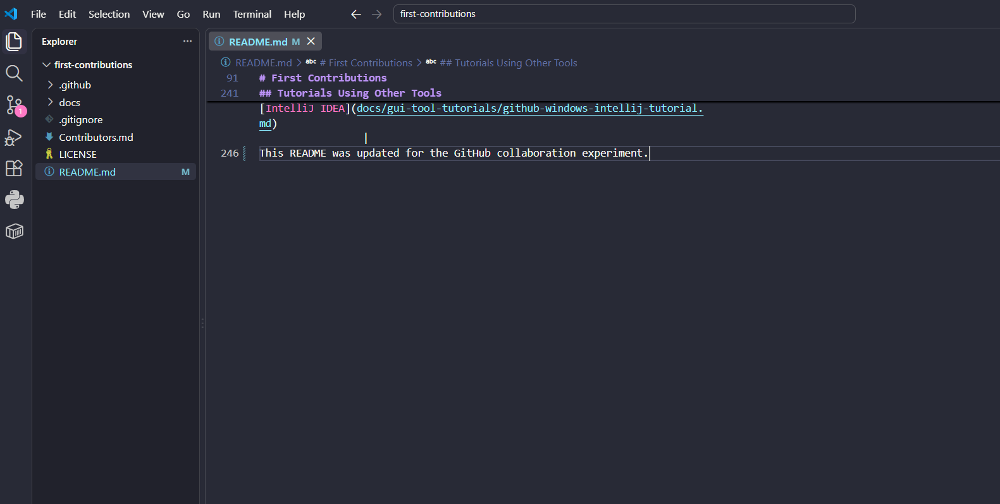 File Edit Selection View Go Run Terminal Help
first-contributions
Explorer
README.md M
first-contributions
README.md > # First Contributions > ## Tutorials Using Other Tools
91 # First Contributions
.github
241 ## Tutorials Using Other Tools
docs
[IntelliJ IDEA](docs/gui-tool-tutorials/github-windows-intellij-tutorial.
1
.gitignore
md)
Contributors.md
|
LICENSE
246 This README was updated for the GitHub collaboration experiment.
README.md M